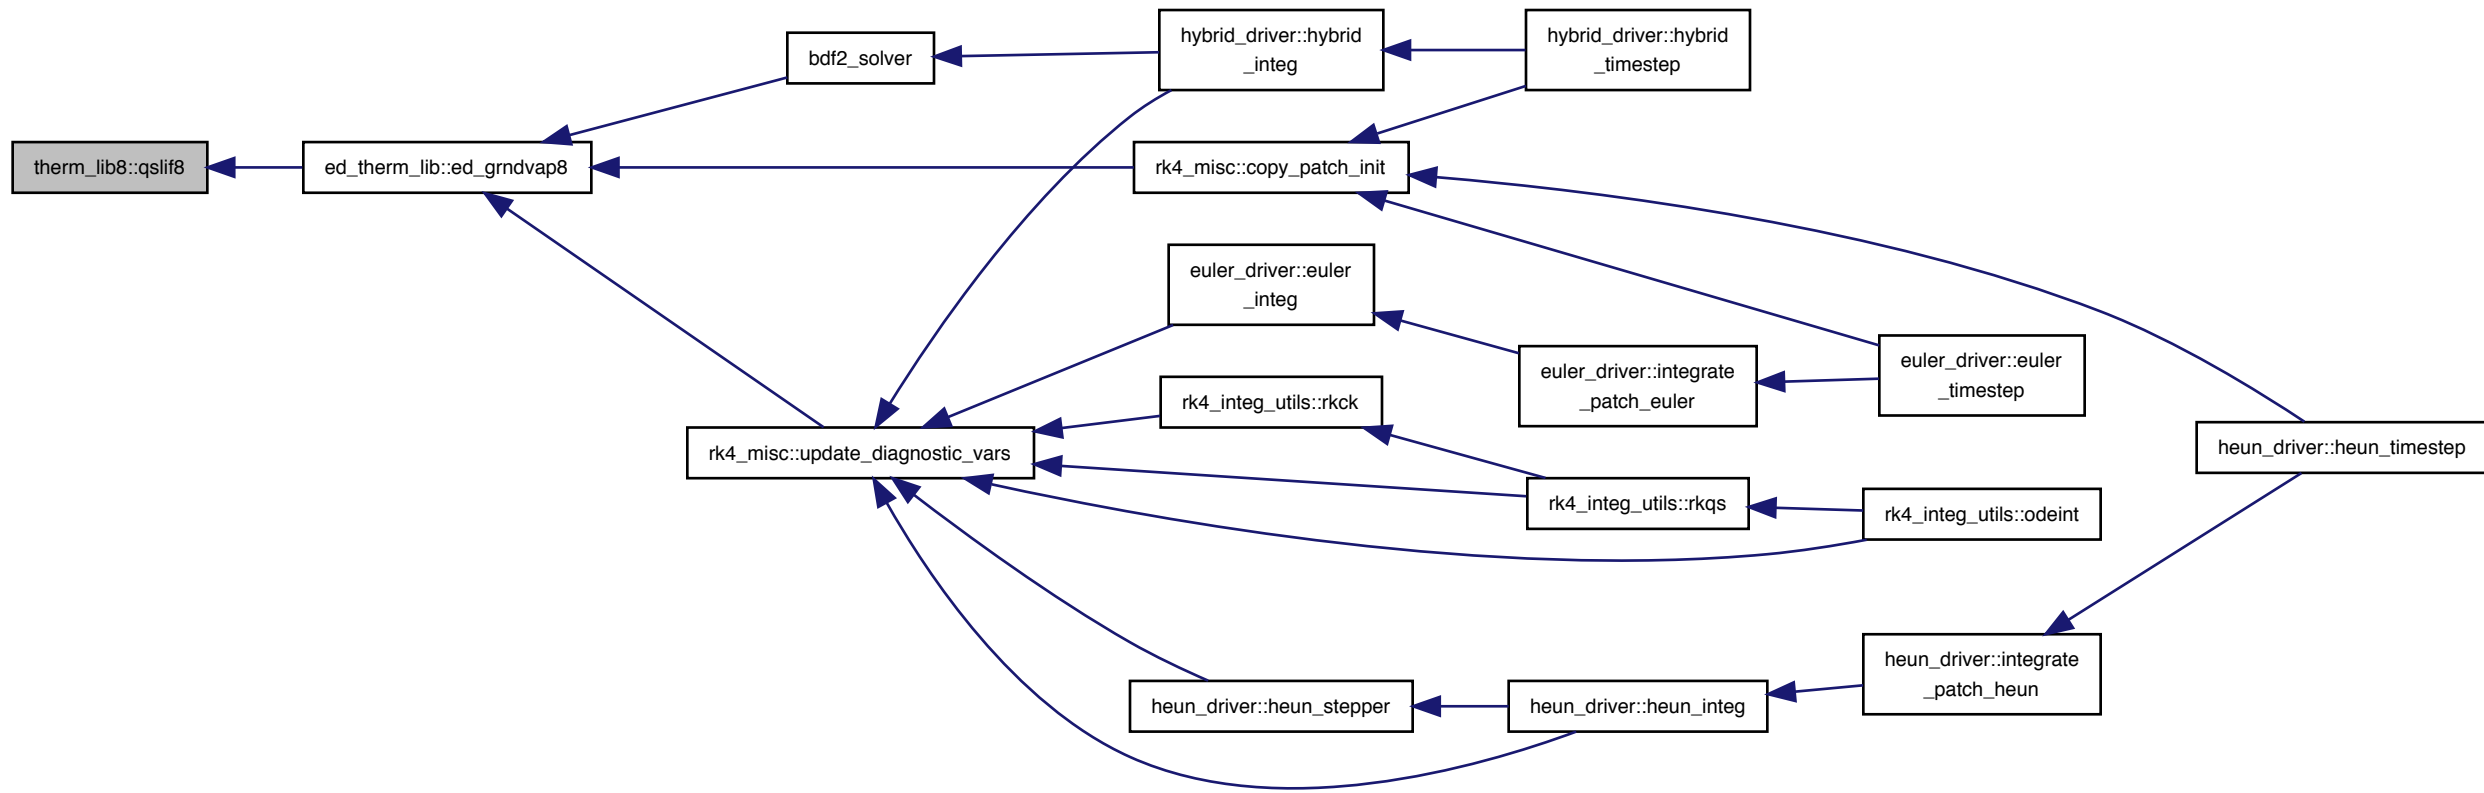 therm_lib8::qslif8
ed_therm_lib::ed_grndvap8
bdf2_solver
hybrid_driver::hybrid
_integ
hybrid_driver::hybrid
_timestep
rk4_misc::copy_patch_init
euler_driver::euler
_integ
euler_driver::integrate
_patch_euler
euler_driver::euler
_timestep
rk4_integ_utils::rkck
rk4_misc::update_diagnostic_vars
heun_driver::heun_timestep
rk4_integ_utils::rkqs
rk4_integ_utils::odeint
heun_driver::integrate
_patch_heun
heun_driver::heun_stepper
heun_driver::heun_integ